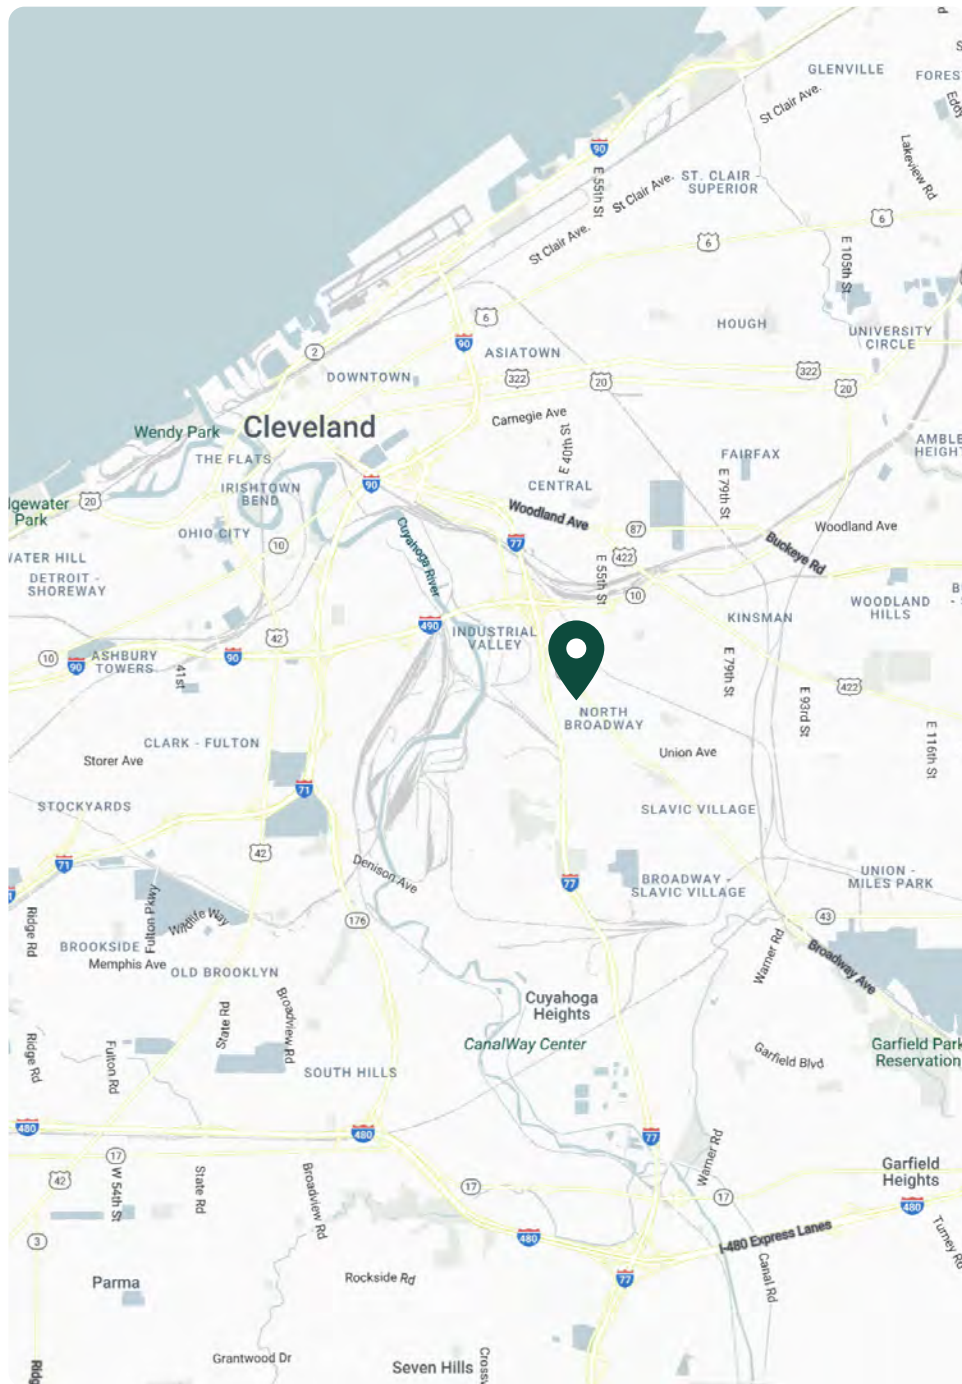 GLENVILLE
St Clair Ave.
Lakeview Rd
90
E 55th St
St Clair Ave.
ST. CLAIR -
SUPERIOR
6
6
St Clair Ave.
E 105th St
6
HOUGH
UNIVERSITY
CIRCLE
90
2
ASIATOWN
DOWNTOWN
322
20
322
20
Carnegie Ave
Wendy Park
Cleveland
E 40th St
THE FLATS
FAIRFAX
90
IRISHTOWN
BEND
CENTRAL
E 79th St
20
Park
Woodland Ave
87
Woodland Ave
OHIO CITY
10
Cuyahoga River
77
Buckeye Rd
422
E 55th St
DETROIT -
SHOREWAY
10
WOODLAND
HILLS
KINSMAN
490
INDUSTRIAL
VALLEY
42
10
90
ASHBURY
TOWERS
90
41st
E 79th St
E 93rd St
422
NORTH
BROADWAY
E 116th St
CLARK - FULTON
Storer Ave
Union Ave
71
STOCKYARDS
SLAVIC VILLAGE
42
71
Denison Ave
77
BROADWAY -
SLAVIC VILLAGE
UNION -
MILES PARK
Ridge Rd
Fulton Pkwy
Wildlife Way
176
43
BROOKSIDE
Memphis Ave
OLD BROOKLYN
Warner Rd
Broadway Ave
Cuyahoga
Heights
State Rd
Broadview Rd
CanalWay Center
Ridge Rd
Fulton Rd
Garfield Blvd
Garfield Park
Reservation
SOUTH HILLS
480
480
77
17
Warner Rd
42
W 54th St
State Rd
Broadview Rd
17
17
Garfield
Heights
480
480
I-480 Express Lanes
Turney Rd
3
77
Canal Rd
Parma
Rockside Rd
Grantwood Dr
Seven Hills